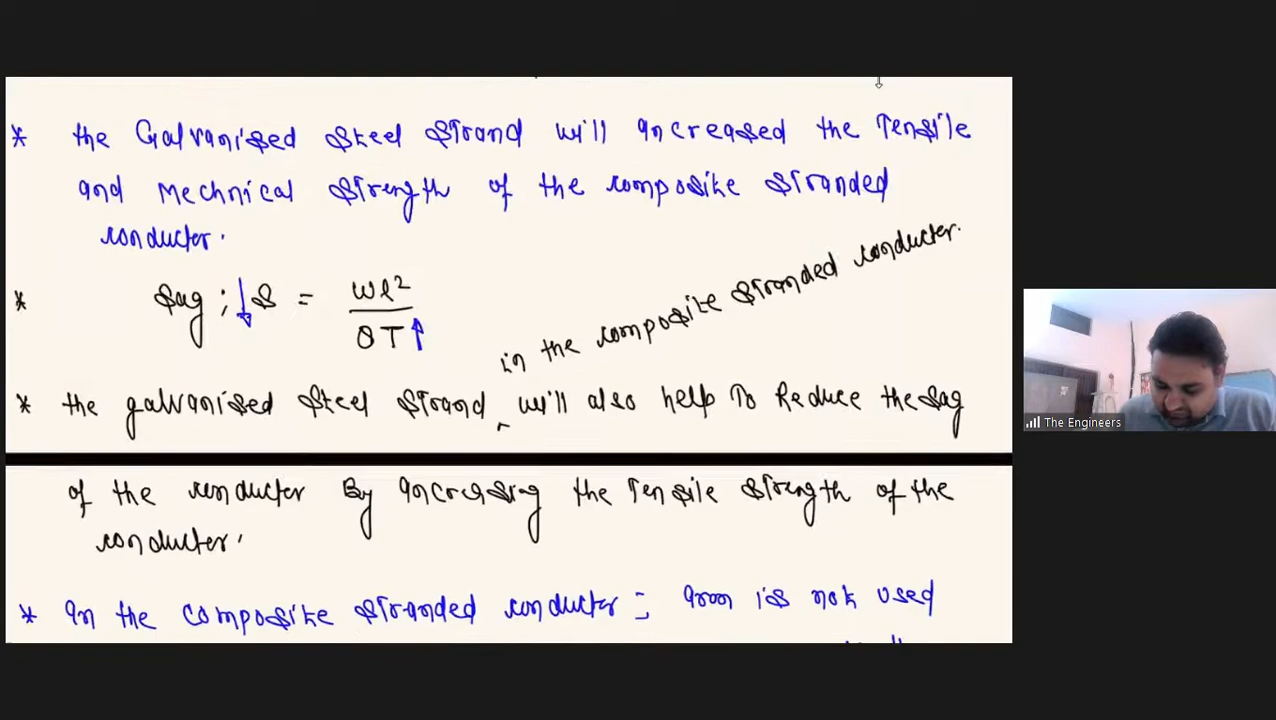 * the Galvanised Steel Strand will increased the Tensile
and Mechnical Strength of the composite Stranded
conductor.
* Sag ; ↓ S = wl²/8T ↑
in the composite Stranded conductor.
* the galvanised Steel Strand, will also help To Reduce the Sag
of the conductor By increasing the Tensile Strength of the
conductor.
* In the composite Stranded conductor ; iron is not used
The Engineers